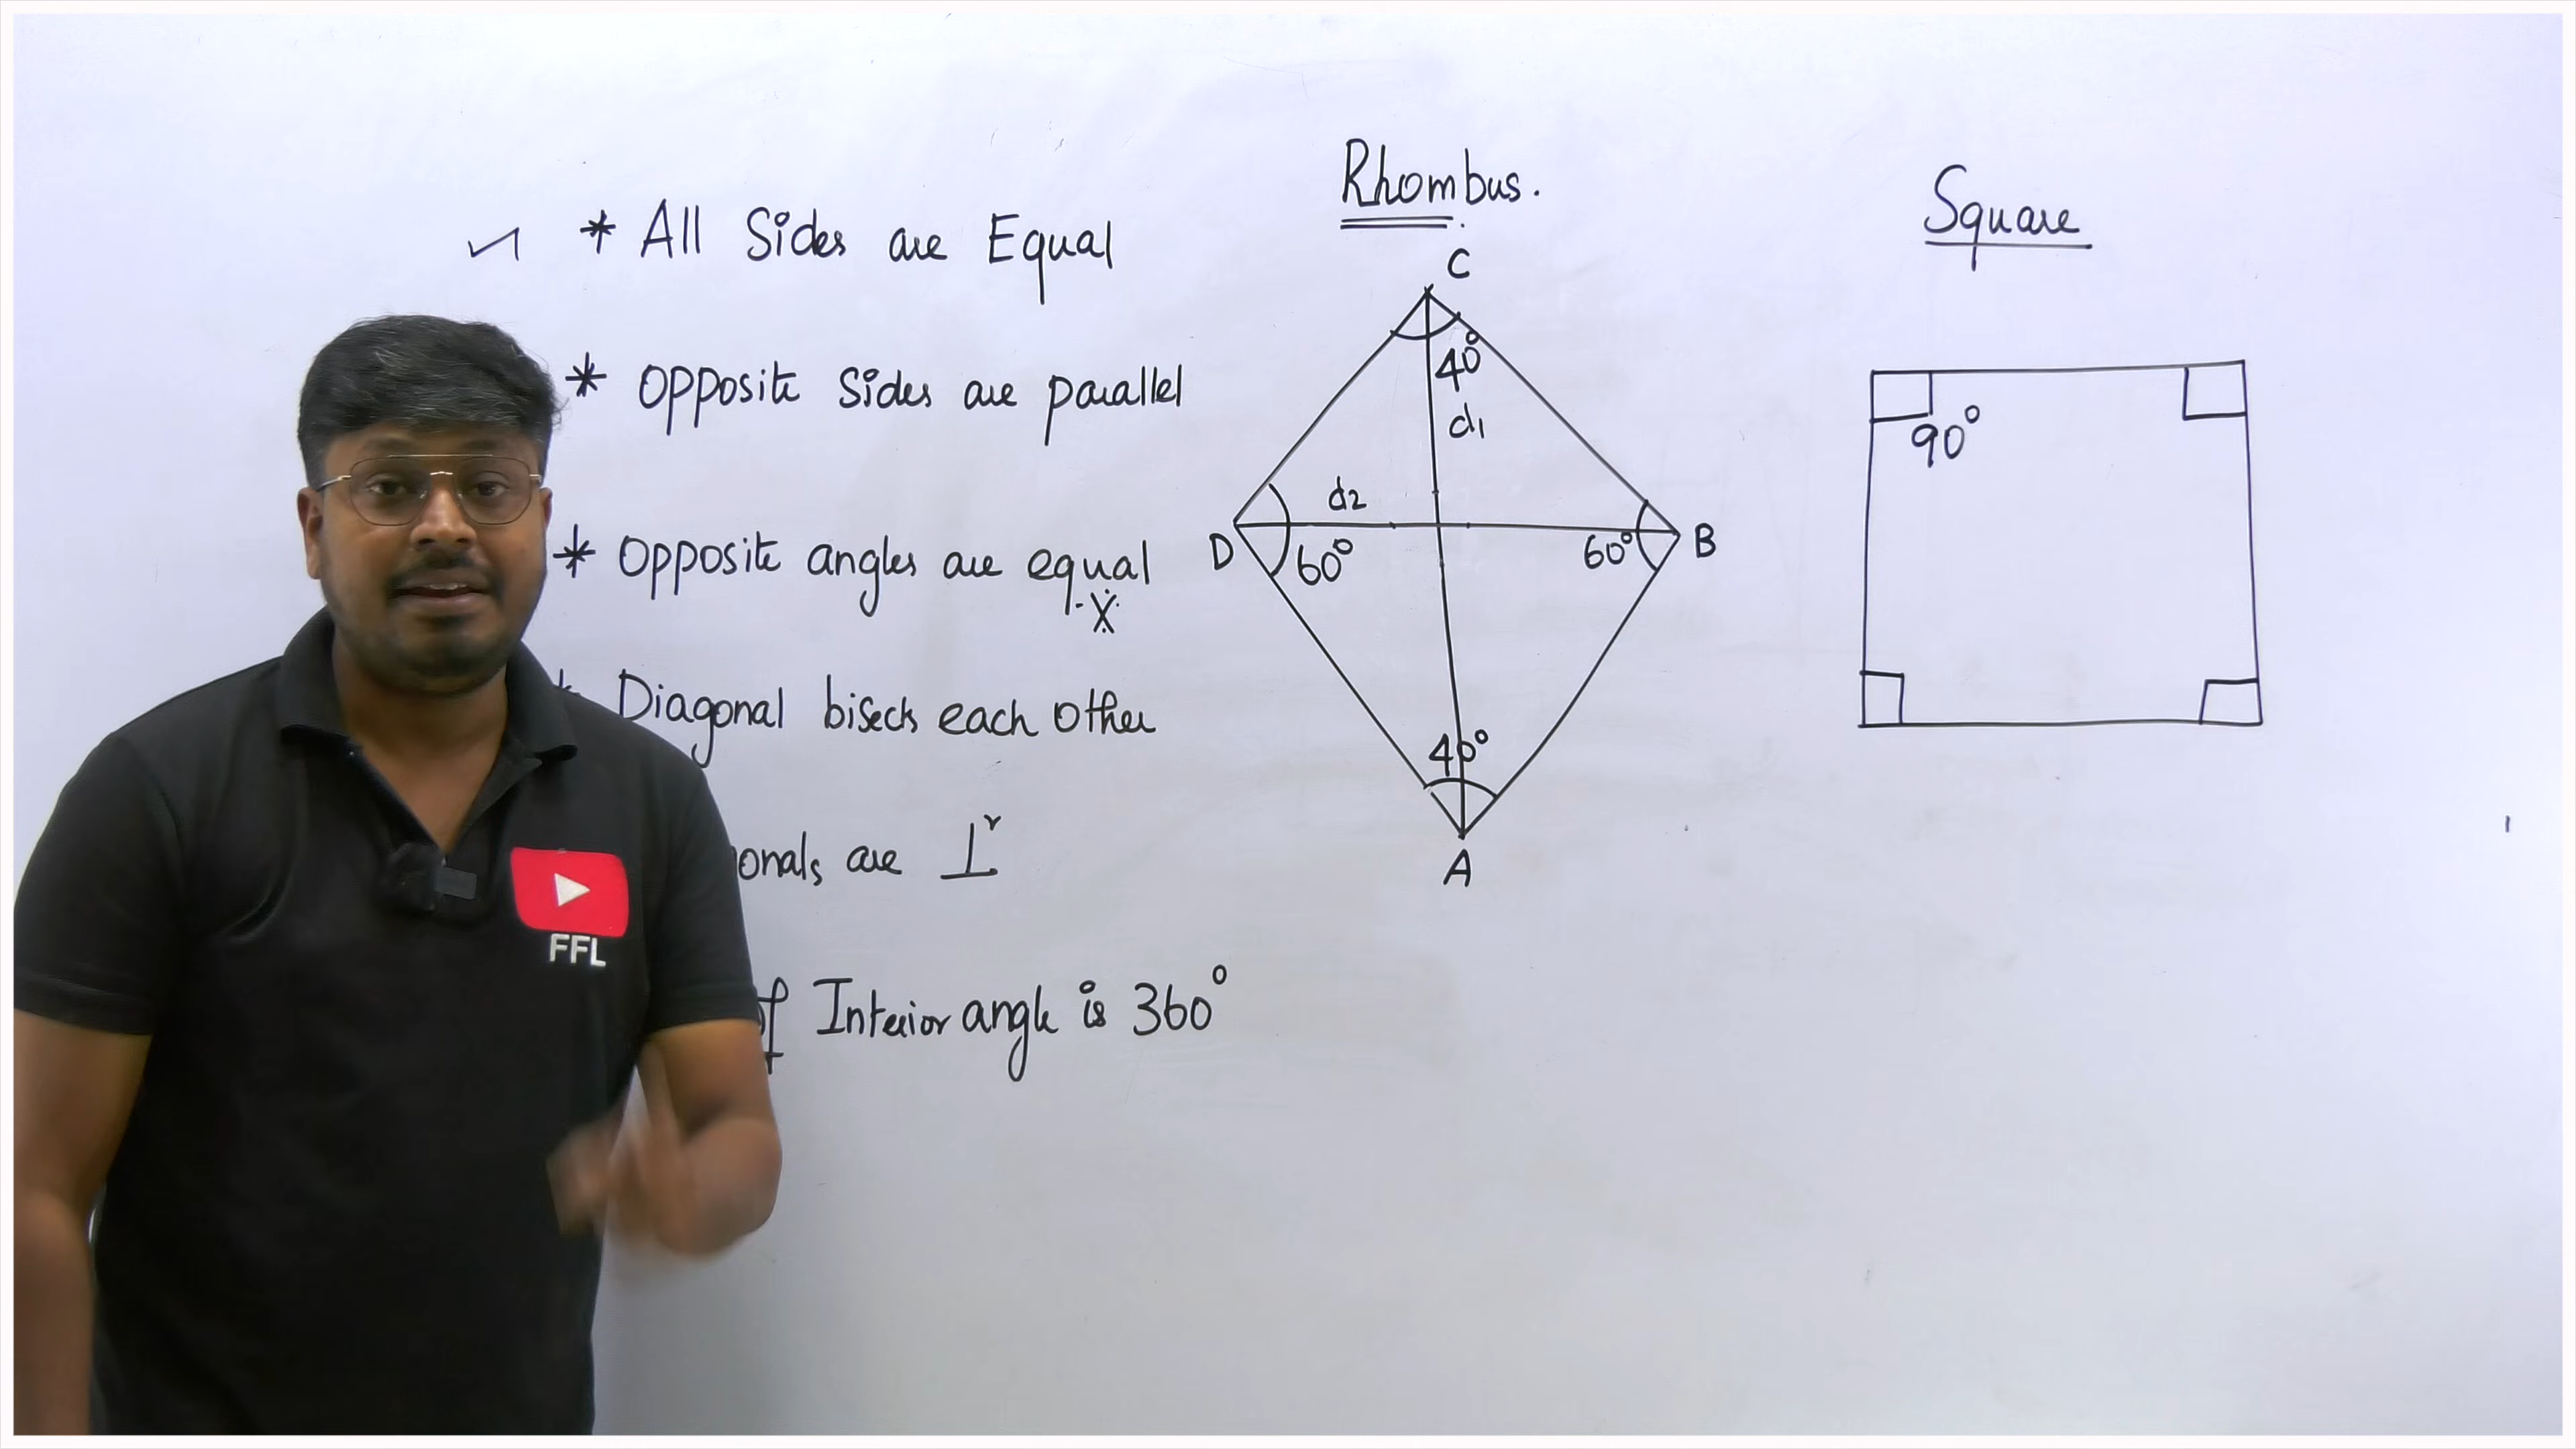 * All Sides are Equal
* Opposite Sides are parallel
* Opposite angles are equal
X
Diagonal bisects each other
onals are ⊥r
of Interior angle is 360°
Rhombus.
C
40°
d1
d2
D
60°
60°
B
40°
A
Square
90°
FFL